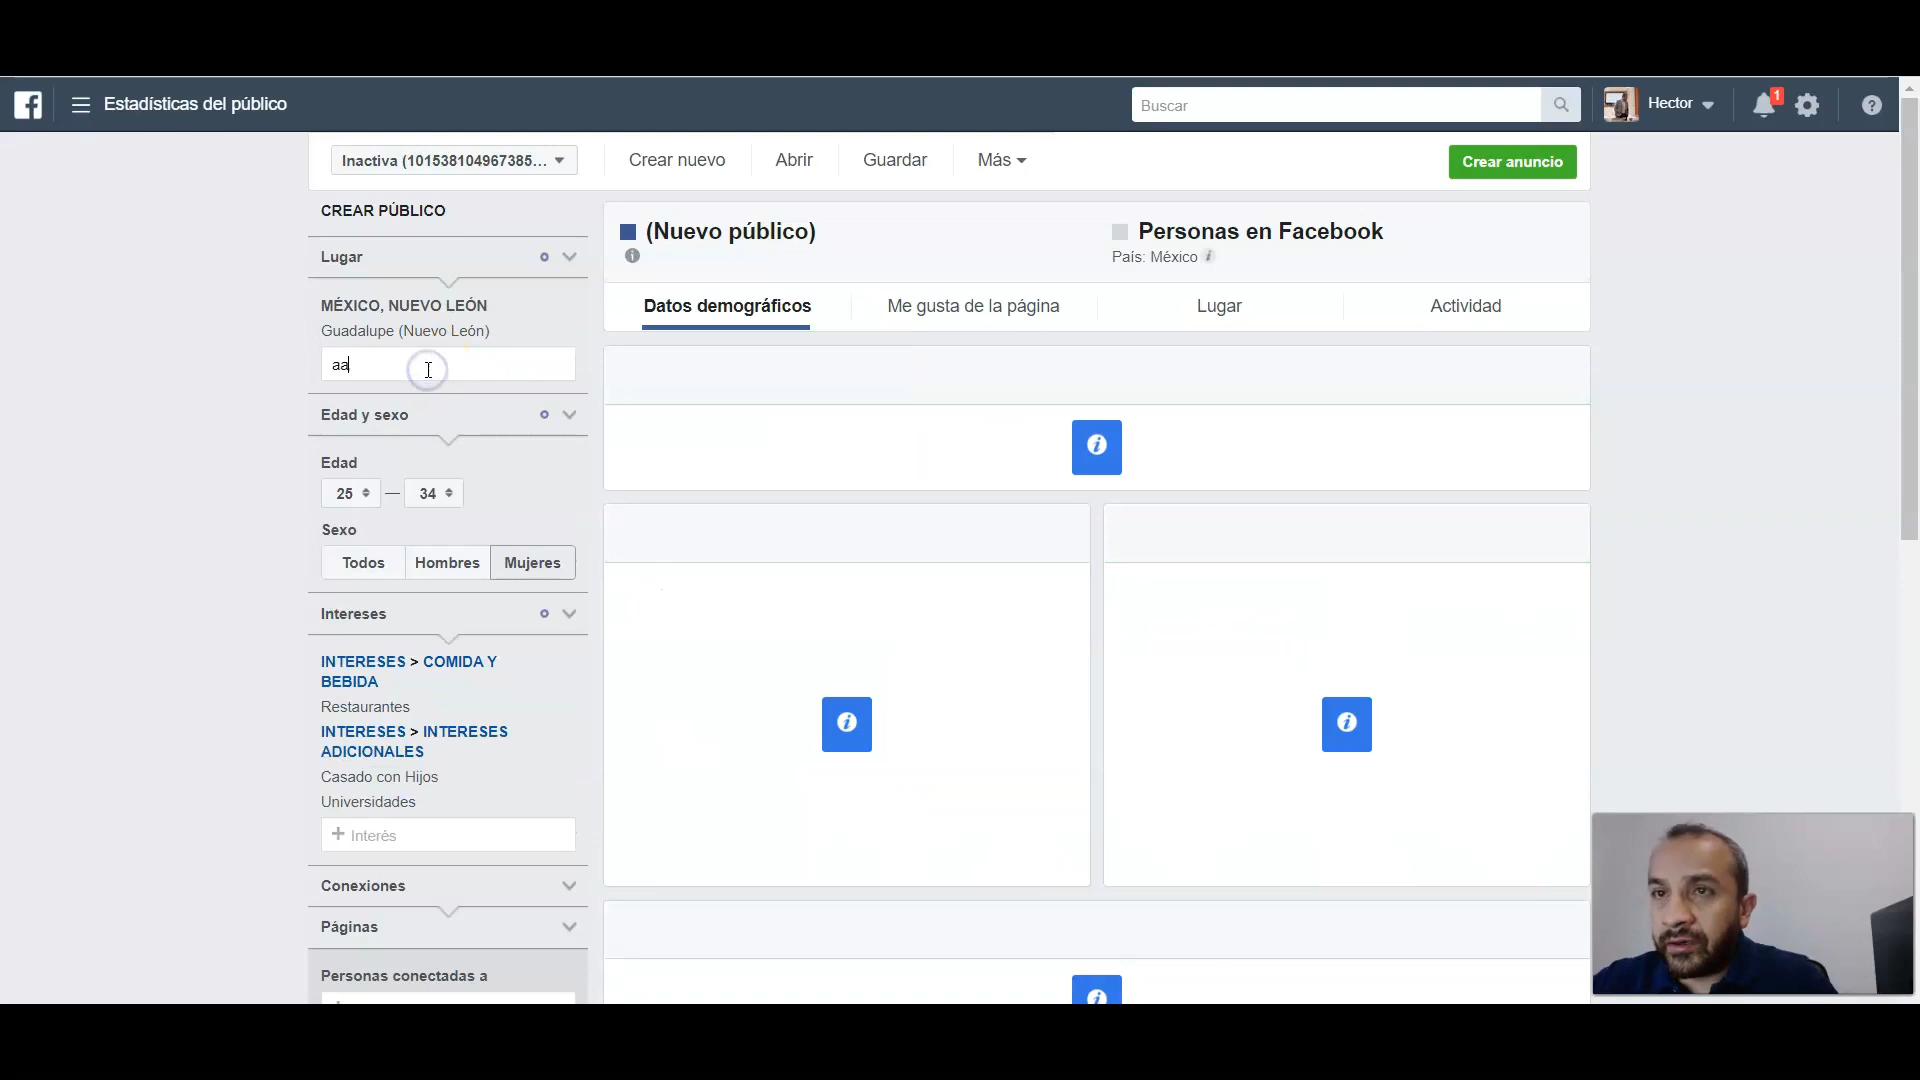 Estadísticas del público
Buscar
Hector
1
?
Inactiva (101538104967385...
Crear nuevo
Abrir
Guardar
Más
Crear anuncio
CREAR PÚBLICO
Lugar
MÉXICO, NUEVO LEÓN
Guadalupe (Nuevo León)
aa
Edad y sexo
Edad
25 — 34
Sexo
Todos
Hombres
Mujeres
Intereses
INTERESES > COMIDA Y
BEBIDA
Restaurantes
INTERESES > INTERESES
ADICIONALES
Casado con Hijos
Universidades
+ Interés
Conexiones
Páginas
Personas conectadas a
(Nuevo público)
Personas en Facebook
País: México
Datos demográficos
Me gusta de la página
Lugar
Actividad